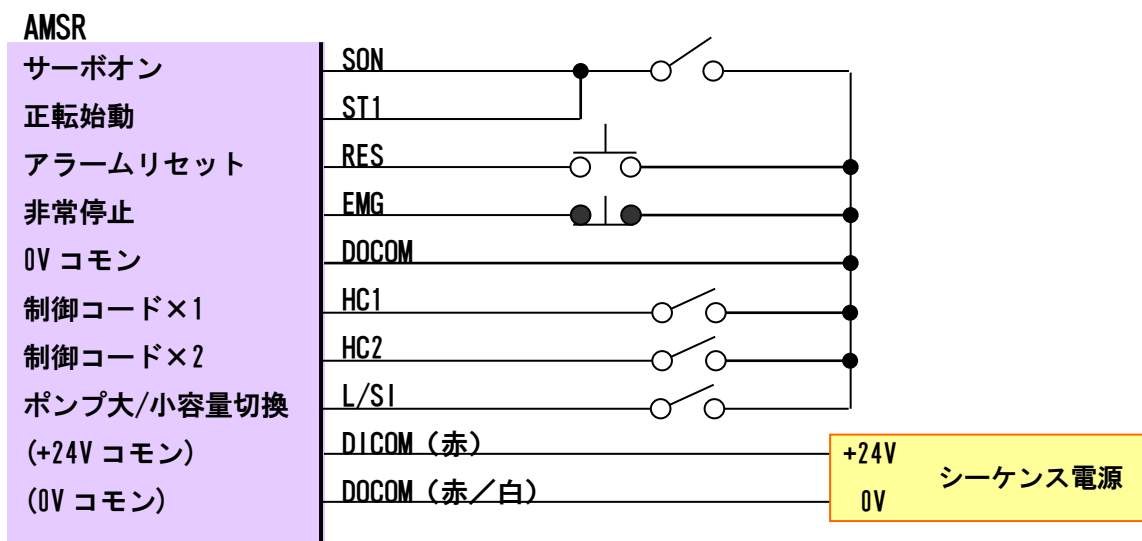 AMSR
サーボオン SON
正転始動 ST1
アラームリセット RES
非常停止 EMG
0V コモン DOCOM
制御コード×1 HC1
制御コード×2 HC2
ポンプ大/小容量切換 L/SI
(+24V コモン) DICOM（赤） +24V
シーケンス電源
(0V コモン) DOCOM（赤／白） 0V